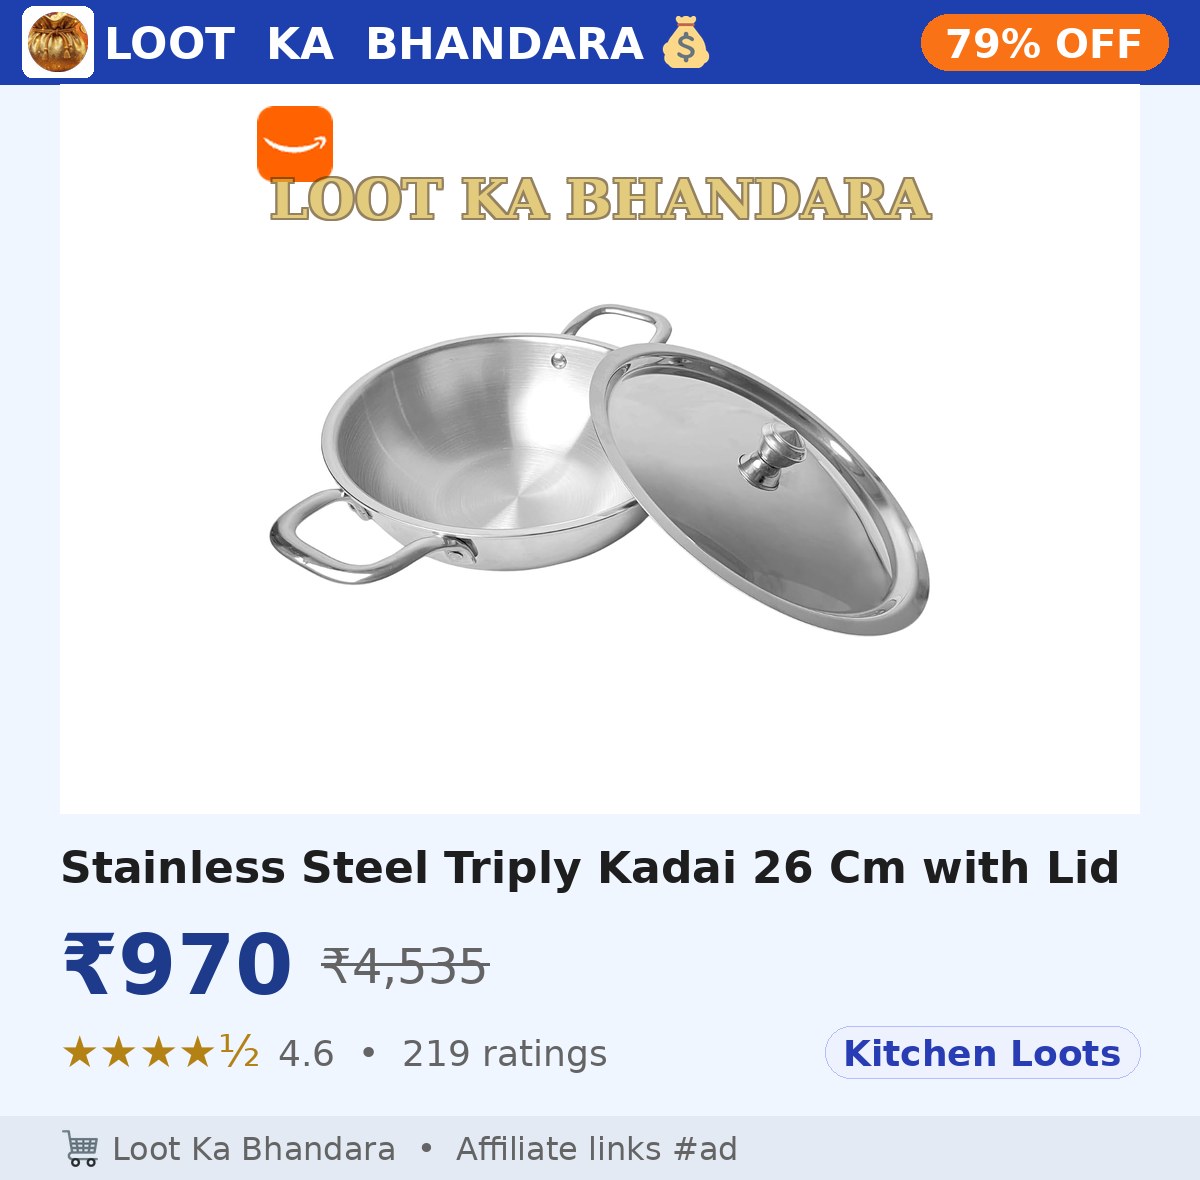 LOOT KA BHANDARA 💰
79% OFF
LOOT KA BHANDARA
Stainless Steel Triply Kadai 26 Cm with Lid
₹970 ₹4,535
★★★★½ 4.6 • 219 ratings
Kitchen Loots
🛒 Loot Ka Bhandara • Affiliate links #ad